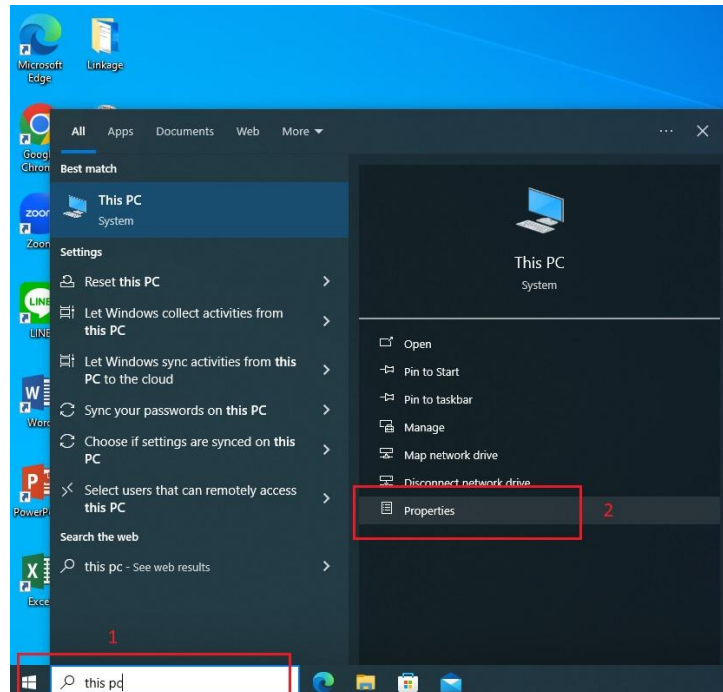 Microsoft
Edge
Linkage
All Apps Documents Web More
Goog
Chron
Best match
This PC
System
zoom
Zoom
Settings
Reset this PC
Let Windows collect activities from
this PC
LINE
LINE
Let Windows sync activities from this
PC to the cloud
W
Word
Sync your passwords on this PC
Choose if settings are synced on this
PC
P
PowerP
Select users that can remotely access
this PC
Search the web
X
Exce
this pc - See web results
This PC
System
Open
Pin to Start
Pin to taskbar
Manage
Map network drive
Disconnect network drive
Properties
2
1
this pc